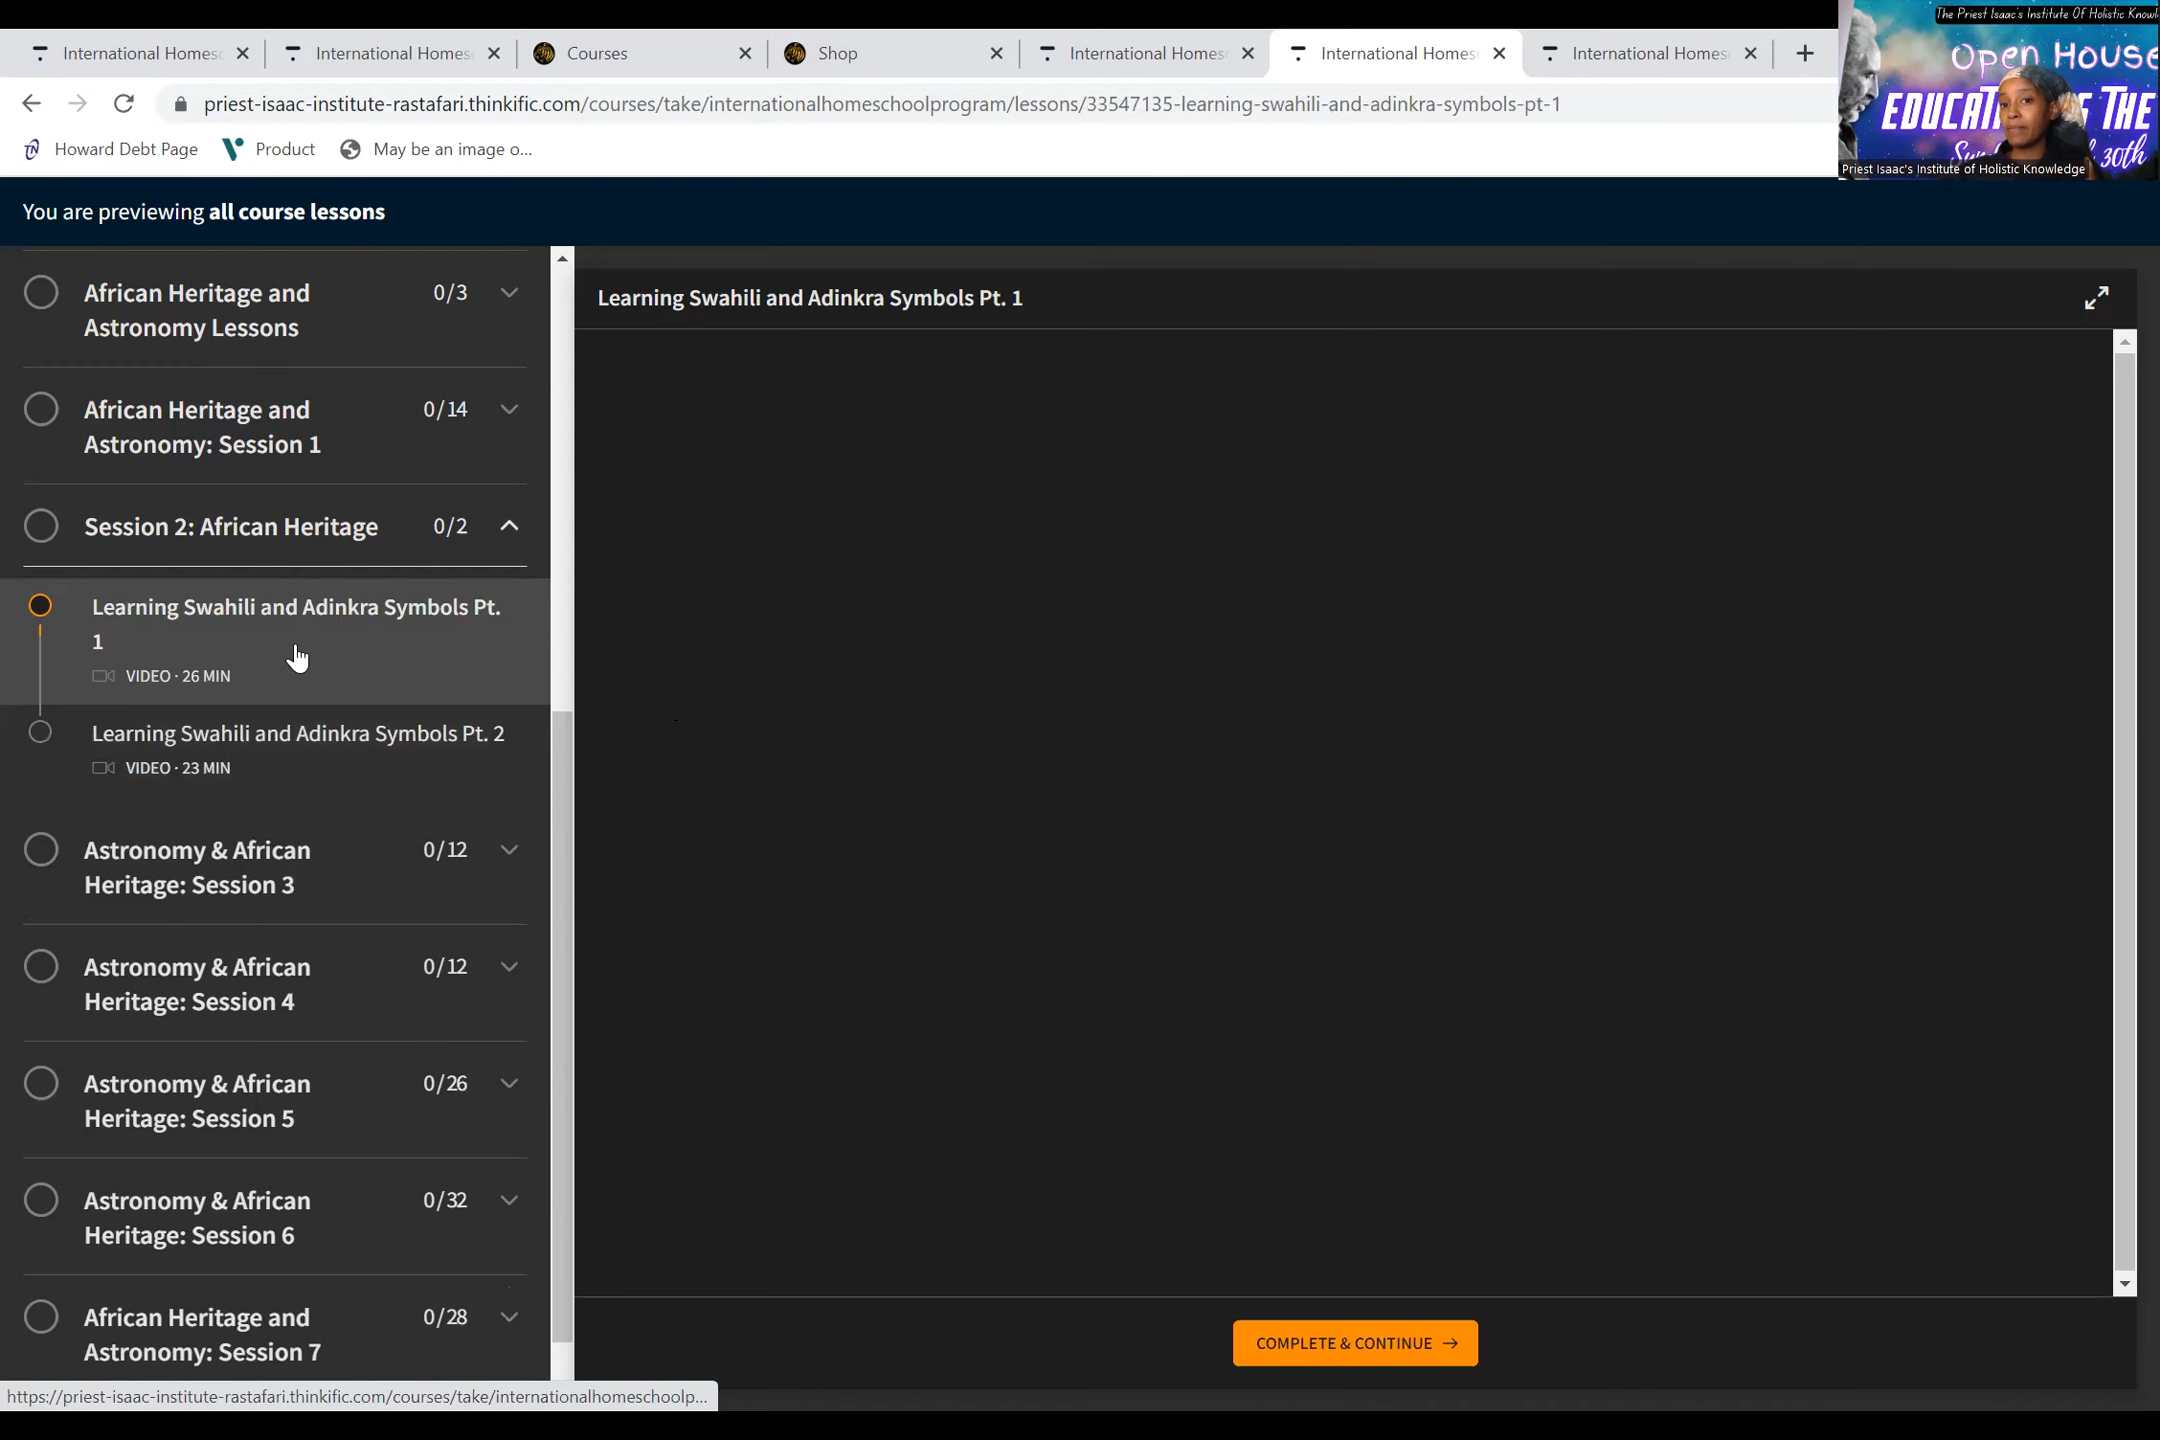 The Priest Isaac's Institute Of Holistic
International Homes
International Homes
Courses
Shop
International Homes
International Homes
International Homes
Open House
THE
30th
Priest Isaac's Institute of Holistic Knowledge
priest-isaac-institute-rastafari.thinkific.com/courses/take/internationalhomeschoolprogram/lessons/33547135-learning-swahili-and-adinkra-symbols-pt-1
Howard Debt Page
Product
May be an image o...
You are previewing all course lessons
African Heritage and
Astronomy Lessons
0/3
African Heritage and
Astronomy: Session 1
0/14
Session 2: African Heritage
0/2
Learning Swahili and Adinkra Symbols Pt.
1
VIDEO · 26 MIN
Learning Swahili and Adinkra Symbols Pt. 2
VIDEO · 23 MIN
Astronomy & African
Heritage: Session 3
0/12
Astronomy & African
Heritage: Session 4
0/12
Astronomy & African
Heritage: Session 5
0/26
Astronomy & African
Heritage: Session 6
0/32
African Heritage and
Astronomy: Session 7
0/28
Learning Swahili and Adinkra Symbols Pt. 1
COMPLETE & CONTINUE →
https://priest-isaac-institute-rastafari.thinkific.com/courses/take/internationalhomeschoolp...